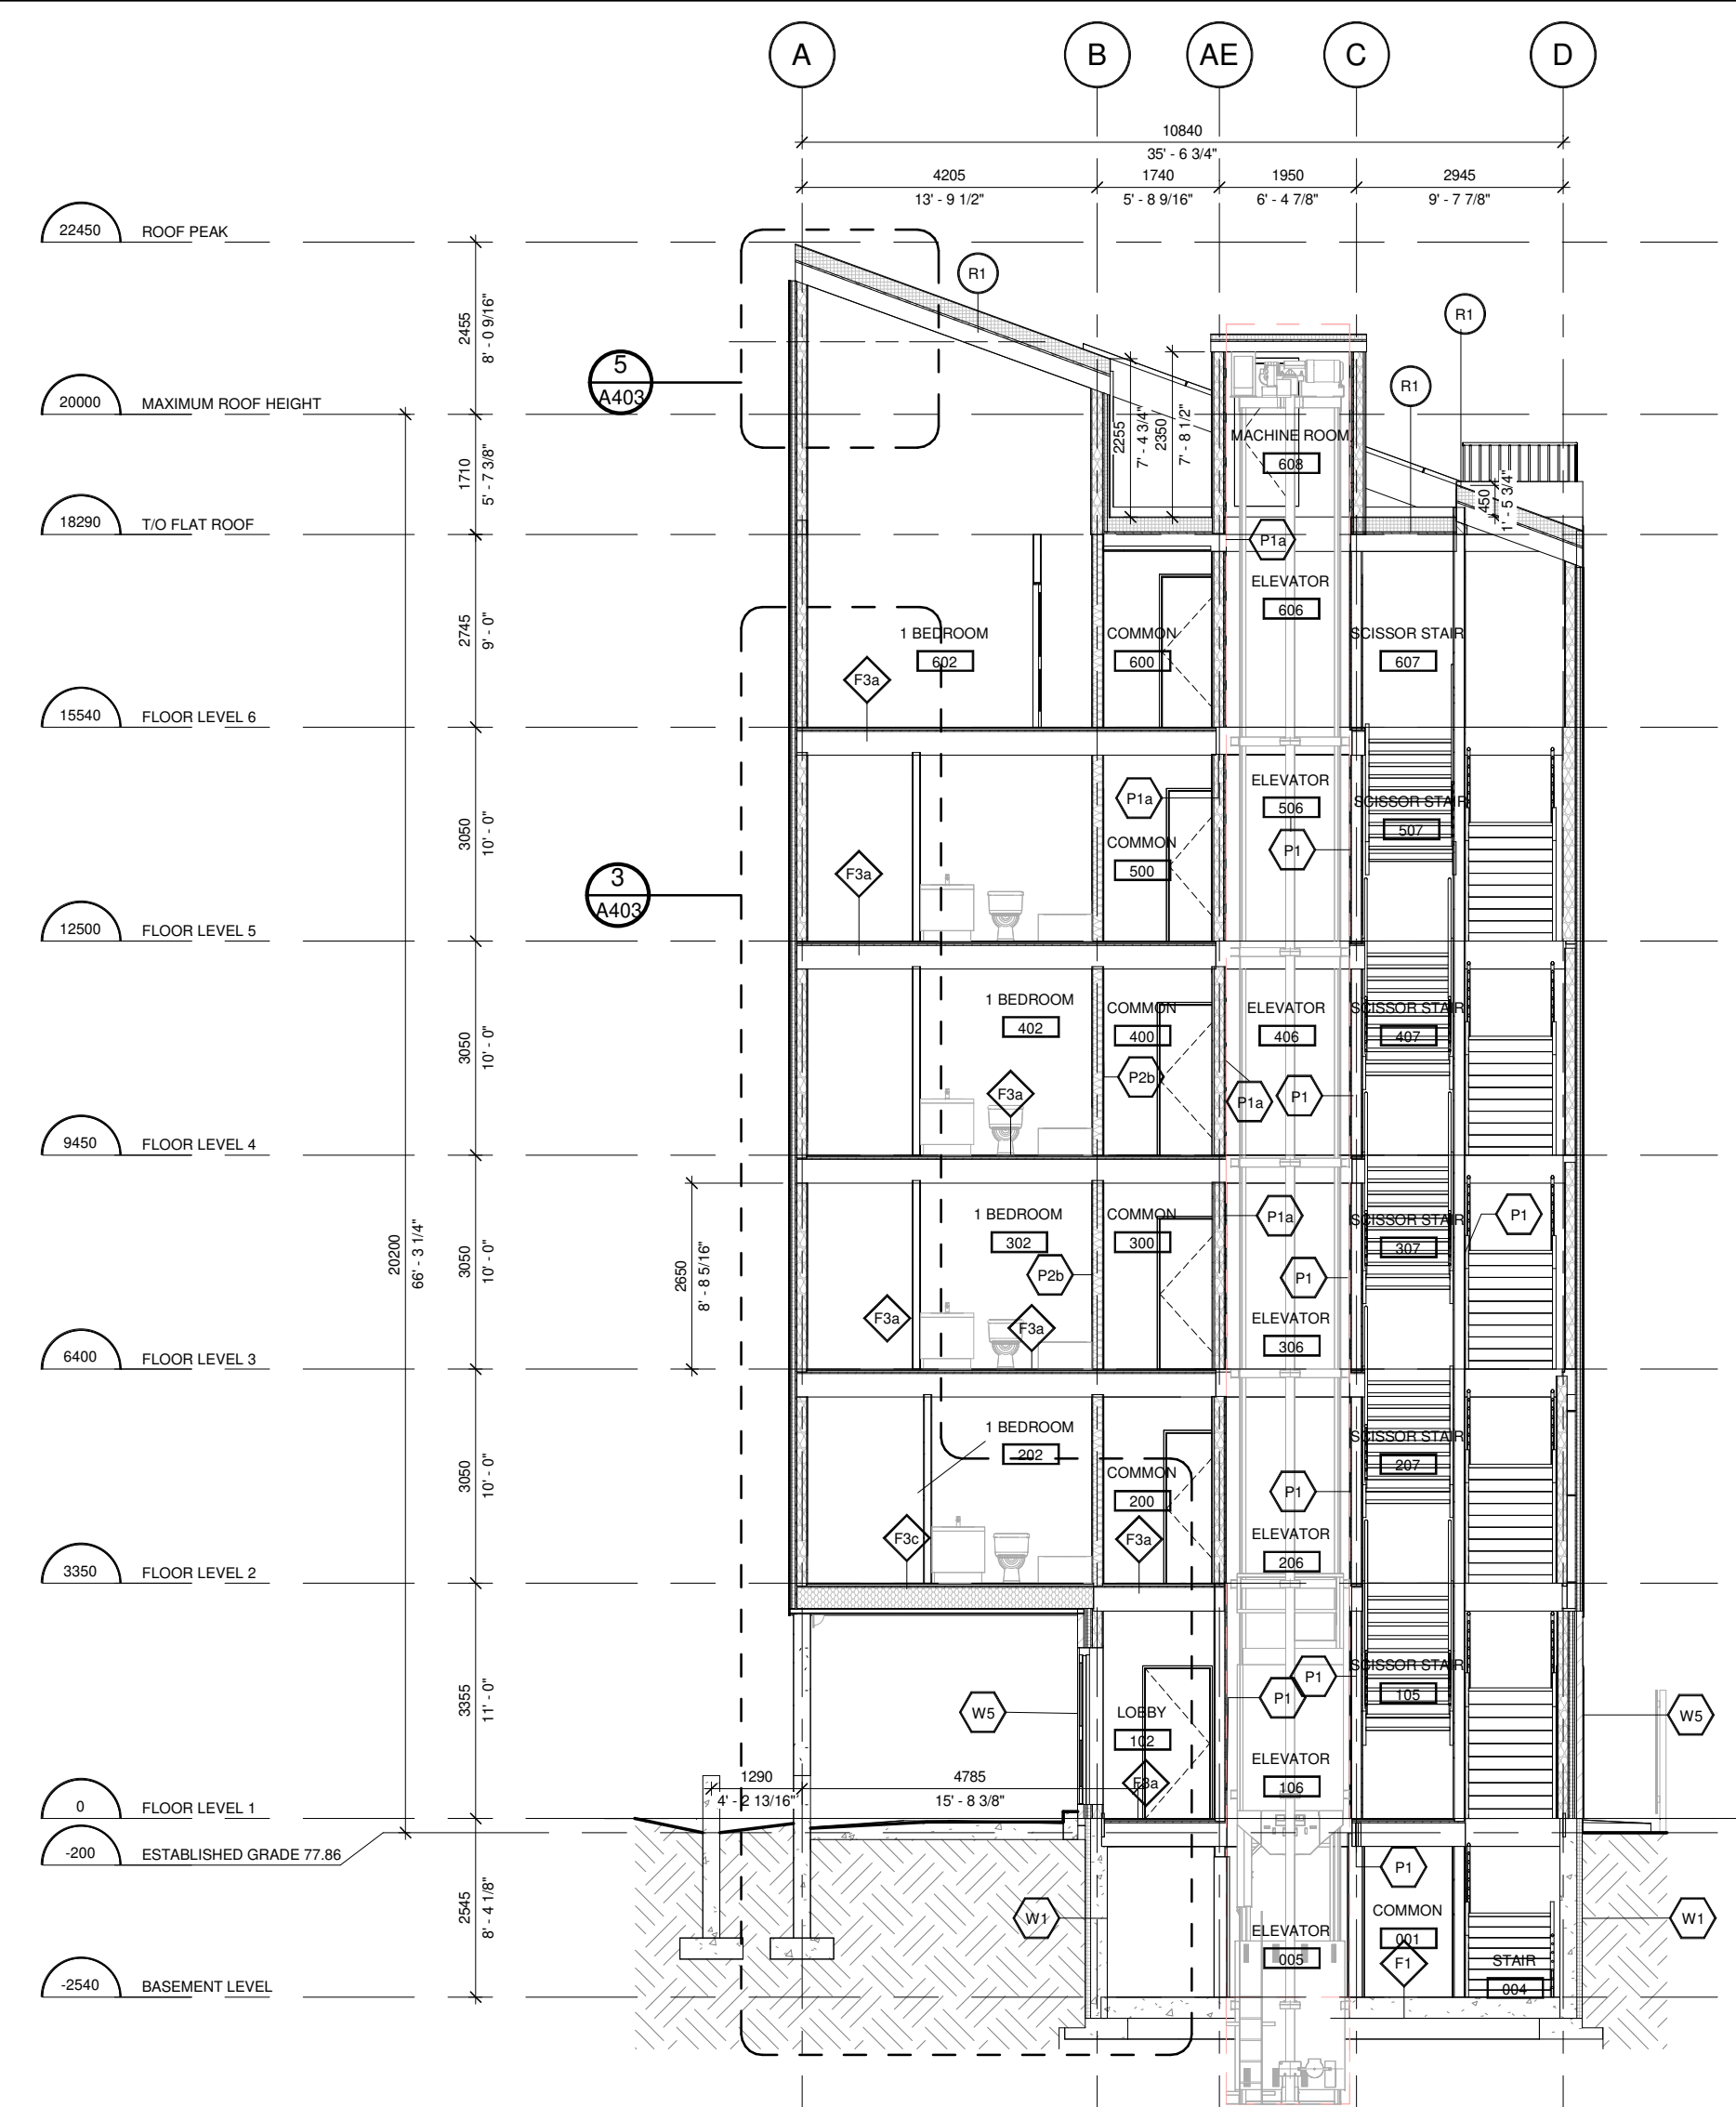 A B AE C D
10840
35' - 6 3/4"
4205 1740 1950 2945
13' - 9 1/2" 5' - 8 9/16" 6' - 4 7/8" 9' - 7 7/8"
22450 ROOF PEAK
R1
R1
2455
8' - 0 9/16"
5
A403
R1
20000 MAXIMUM ROOF HEIGHT
2255
7' - 4 3/4"
2350
7' - 8 1/2"
MACHINE ROOM
608
1710
5' - 7 3/8"
450
1' - 5 3/4"
18290 T/O FLAT ROOF
P1a
ELEVATOR
606
2745
9' - 0"
1 BEDROOM COMMON SCISSOR STAIR
602 600 607
F3a
15540 FLOOR LEVEL 6
ELEVATOR
P1a 506 SCISSOR STAIR
507
3050
10' - 0"
COMMON P1
500
F3a
3
A403
12500 FLOOR LEVEL 5
1 BEDROOM COMMON ELEVATOR SCISSOR STAIR
402 400 406 407
3050
10' - 0"
P2b
F3a P1a P1
9450 FLOOR LEVEL 4
20200
66' - 3 1/4"
3050
10' - 0"
2650
8' - 8 5/16"
1 BEDROOM COMMON P1a SCISSOR STAIR P1
302 300 307
P2b P1
F3a F3a ELEVATOR
306
6400 FLOOR LEVEL 3
1 BEDROOM SCISSOR STAIR
202 207
3050
10' - 0"
COMMON
200 P1
F3c F3a ELEVATOR
206
3350 FLOOR LEVEL 2
3355
11' - 0"
SCISSOR STAIR
P1 105
P1
W5 LOBBY W5
102
ELEVATOR
1290 4785 F3a 106
4' - 2 13/16" 15' - 8 3/8"
0 FLOOR LEVEL 1
-200 ESTABLISHED GRADE 77.86
P1
2545
8' - 4 1/8"
W1 COMMON W1
ELEVATOR 001
005 F1 STAIR
-2540 BASEMENT LEVEL 004